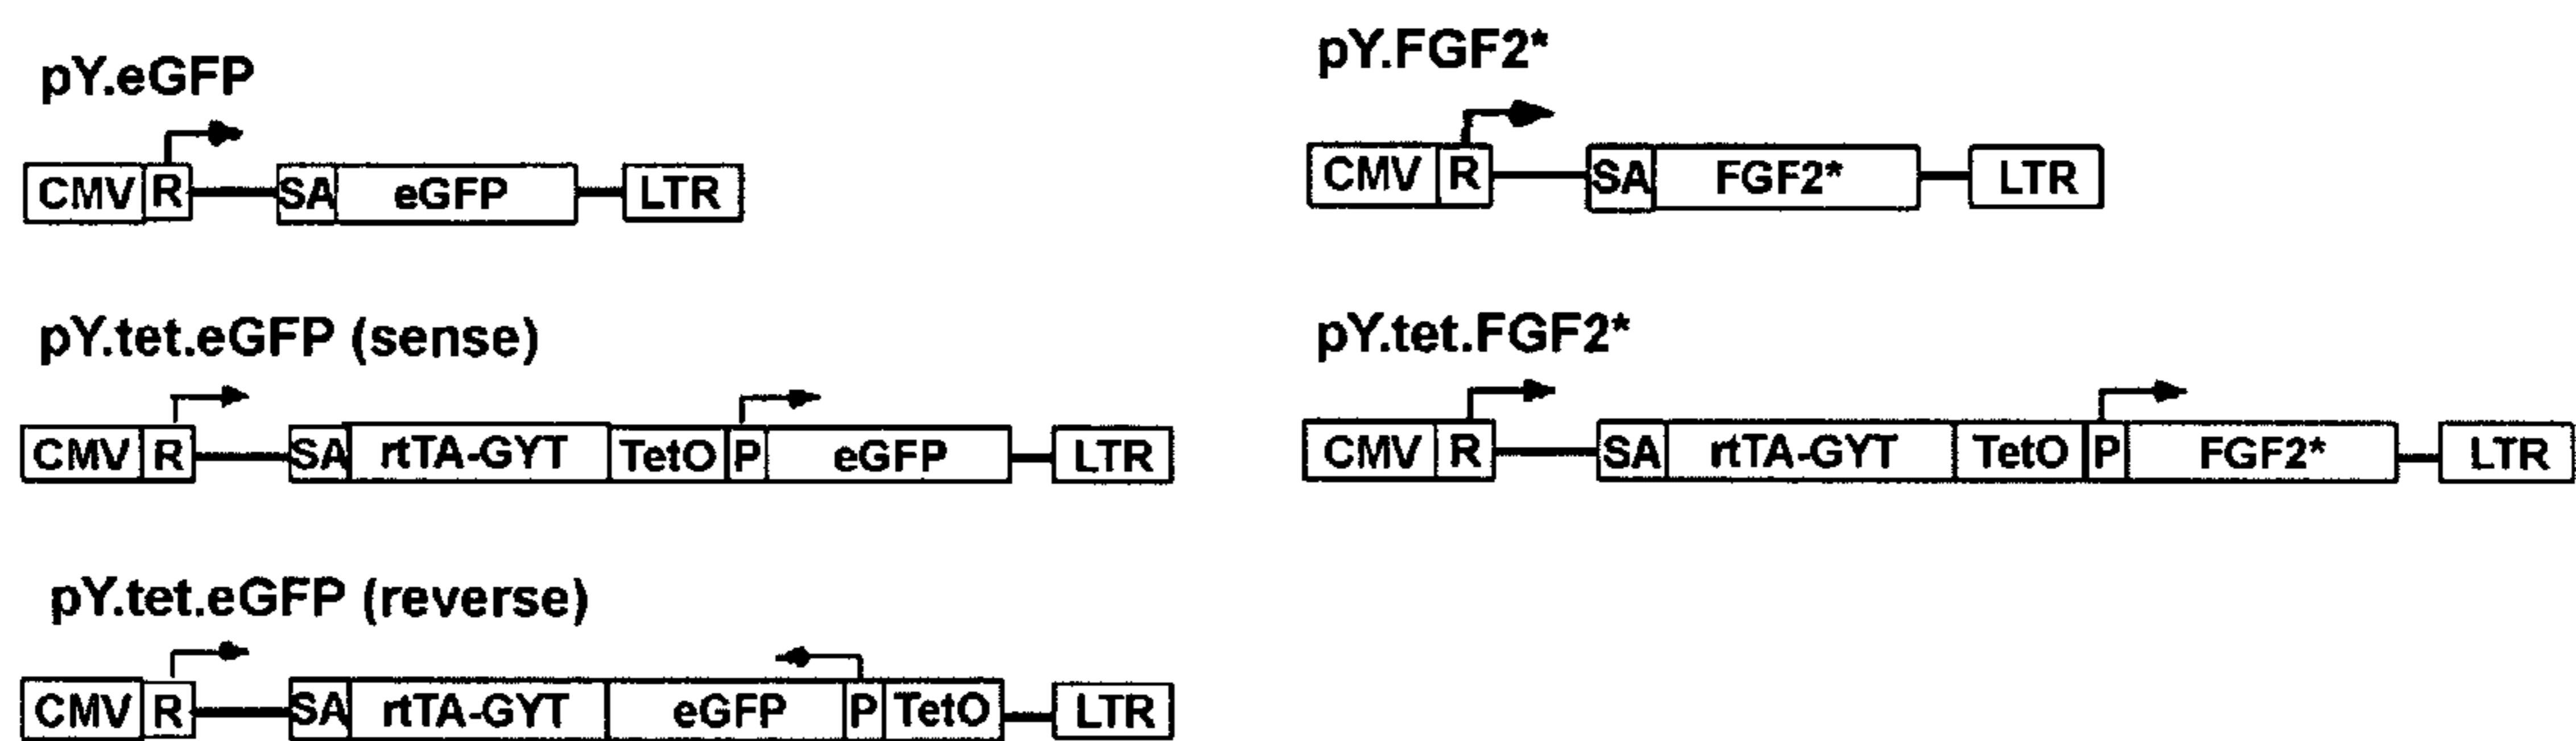 pY.eGFP
CMV R SA eGFP LTR
pY.tet.eGFP (sense)
CMV R SA rtTA-GYT TetO P eGFP LTR
pY.tet.eGFP (reverse)
CMV R SA rtTA-GYT eGFP P TetO LTR
pY.FGF2*
CMV R SA FGF2* LTR
pY.tet.FGF2*
CMV R SA rtTA-GYT TetO P FGF2* LTR